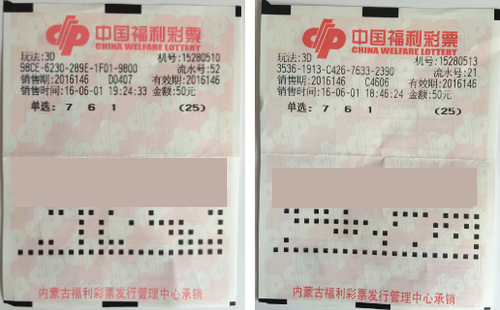 中国福利彩票
CHINA WELFARE LOTTERY
玩法:3D 机号:15280510
98CE-6230-289E-1F01-9800 流水号:52
销售期:2016146 D0407 有效期:2016146
销售时间:16-06-01 19:24:33 金额:50元
单选: 7 6 1 (25)
内蒙古福利彩票发行管理中心承销
中国福利彩票
CHINA WELFARE LOTTERY
玩法:3D 机号:15280513
3536-1913-C426-7633-2390 流水号:21
销售期:2016146 C4606 有效期:2016146
销售时间:16-06-01 18:46:24 金额:50元
单选: 7 6 1 (25)
内蒙古福利彩票发行管理中心承销